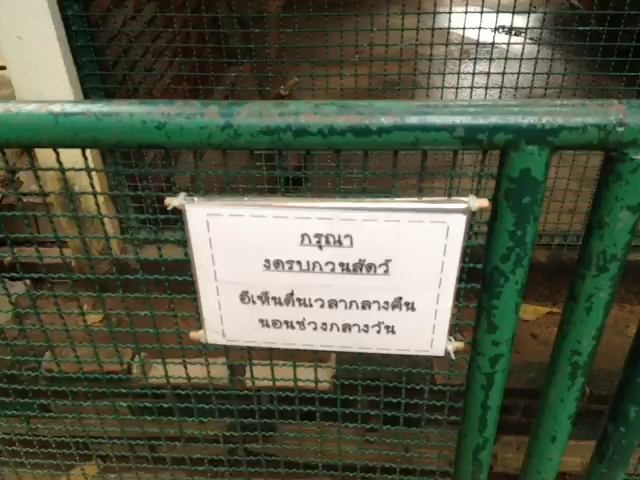 กรุณา
งดรบกวนสัตว์
อีเห็นตื่นเวลากลางคืน
นอนช่วงกลางวัน